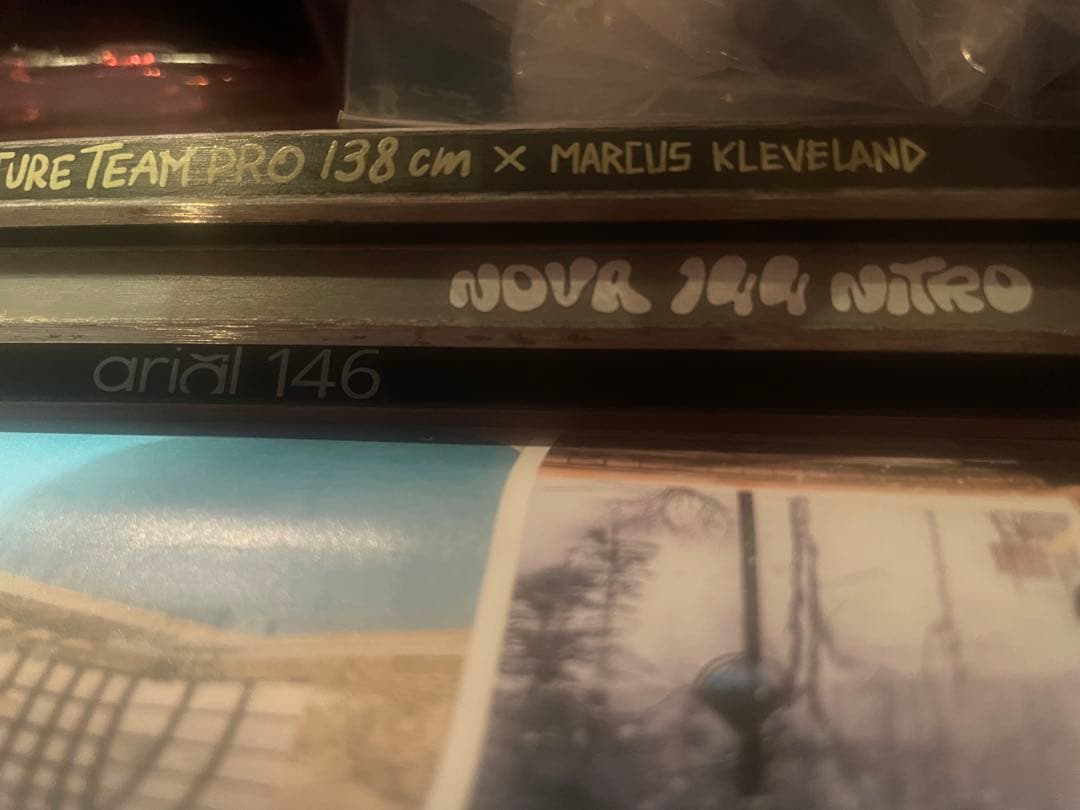 TURE TEAM PRO 138 cm × MARCUS KLEVELAND
NOVA 144 NITRO
arial 146